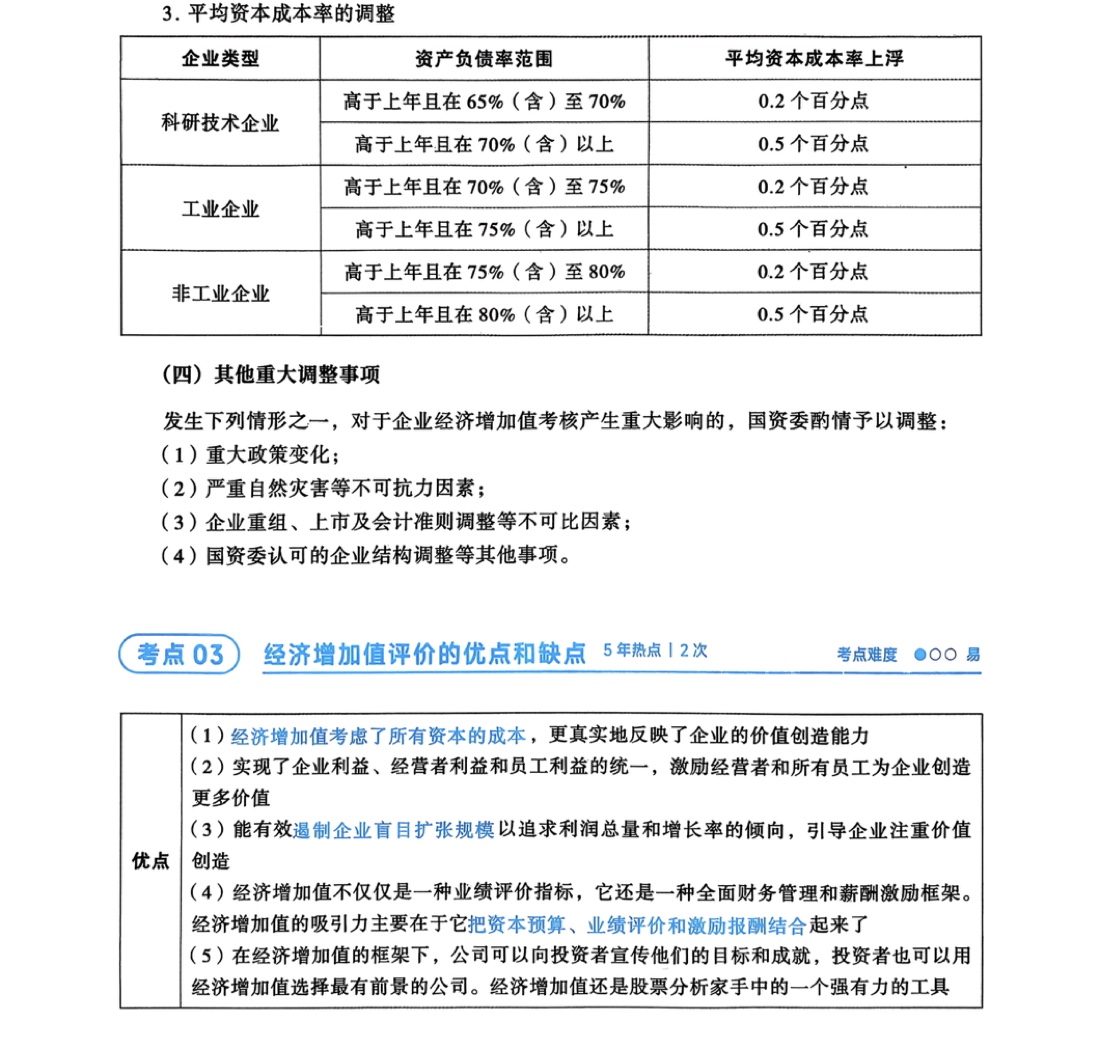 3. 平均资本成本率的调整
企业类型 资产负债率范围 平均资本成本率上浮
科研技术企业 高于上年且在 65%（含）至 70% 0.2 个百分点
高于上年且在 70%（含）以上 0.5 个百分点
工业企业 高于上年且在 70%（含）至 75% 0.2 个百分点
高于上年且在 75%（含）以上 0.5 个百分点
非工业企业 高于上年且在 75%（含）至 80% 0.2 个百分点
高于上年且在 80%（含）以上 0.5 个百分点
（四）其他重大调整事项
发生下列情形之一，对于企业经济增加值考核产生重大影响的，国资委酌情予以调整：
（1）重大政策变化；
（2）严重自然灾害等不可抗力因素；
（3）企业重组、上市及会计准则调整等不可比因素；
（4）国资委认可的企业结构调整等其他事项。
考点 03 经济增加值评价的优点和缺点 5 年热点 | 2 次 考点难度 易
优点
（1）经济增加值考虑了所有资本的成本，更真实地反映了企业的价值创造能力
（2）实现了企业利益、经营者利益和员工利益的统一，激励经营者和所有员工为企业创造
更多价值
（3）能有效遏制企业盲目扩张规模以追求利润总量和增长率的倾向，引导企业注重价值
创造
（4）经济增加值不仅仅是一种业绩评价指标，它还是一种全面财务管理和薪酬激励框架。
经济增加值的吸引力主要在于它把资本预算、业绩评价和激励报酬结合起来了
（5）在经济增加值的框架下，公司可以向投资者宣传他们的目标和成就，投资者也可以用
经济增加值选择最有前景的公司。经济增加值还是股票分析家手中的一个强有力的工具